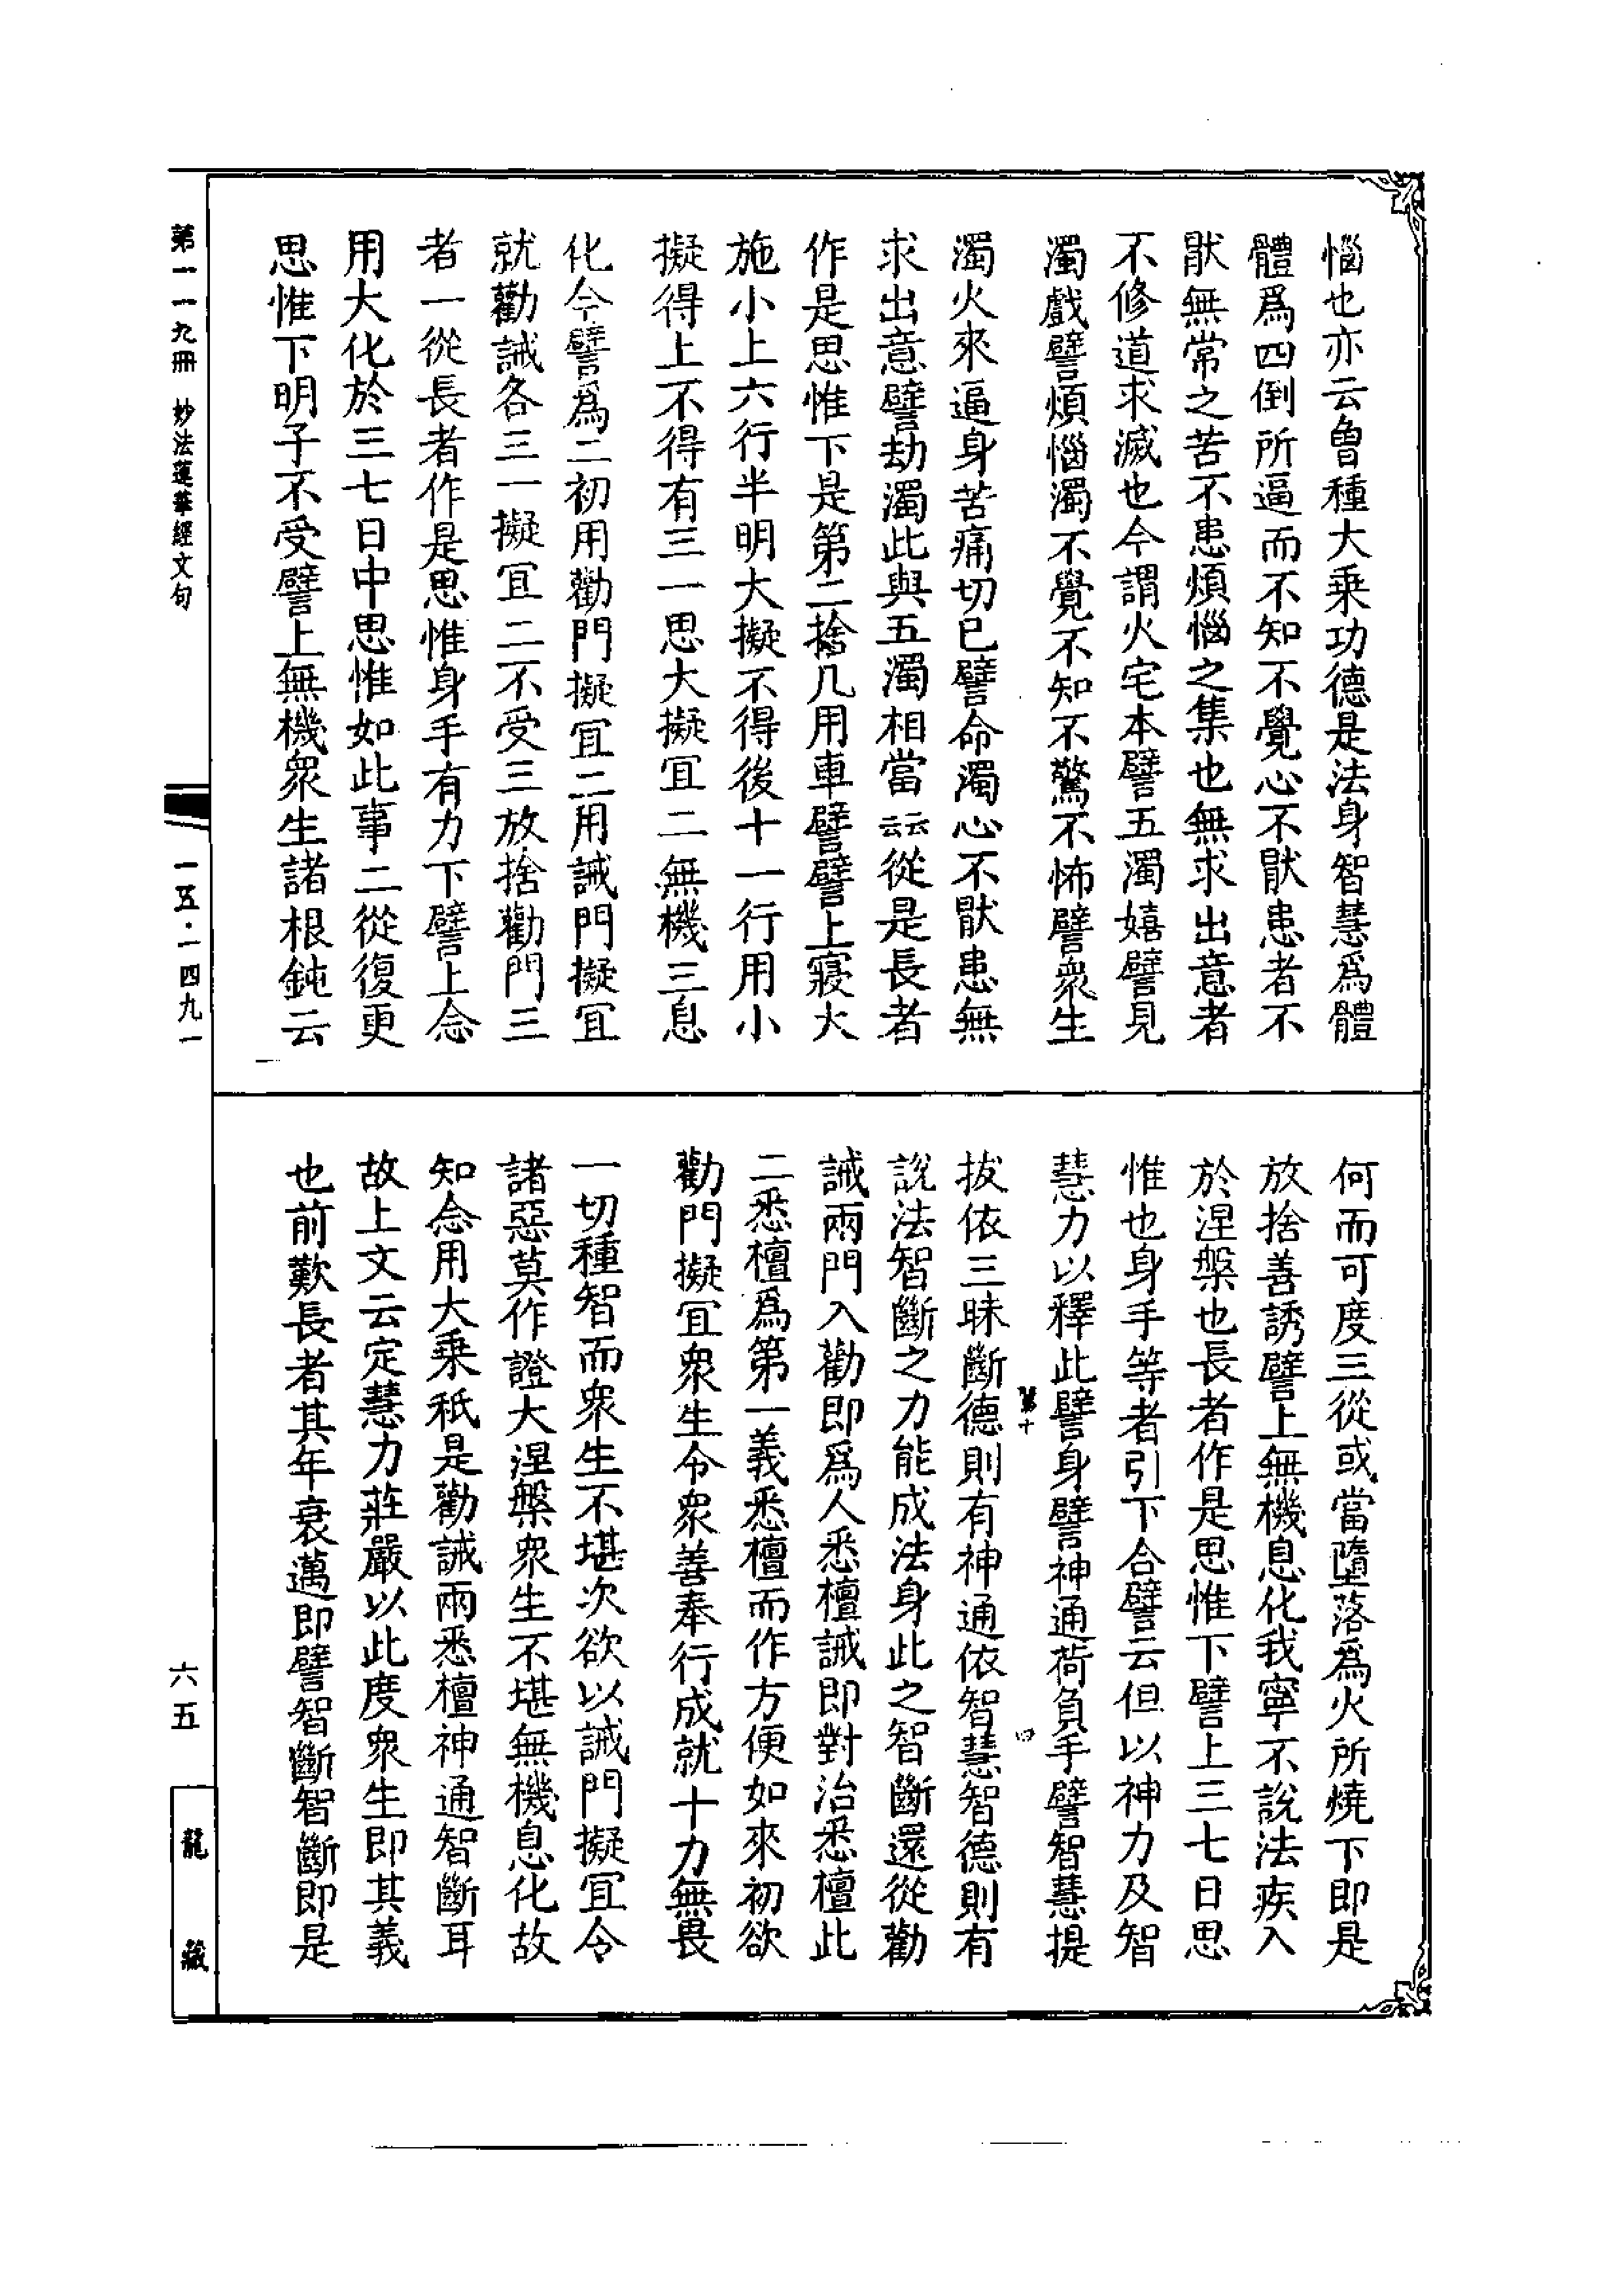 惱也亦云曾種大乘功德是法身智慧爲體
體爲四倒所逼而不知不覺心不猒患者不
猒無常之苦不患煩惱之集也無求出意者
不修道求滅也今謂火宅本譬五濁嬉譬見
濁戲譬煩惱濁不覺不知不驚不怖譬衆生
濁火來逼身苦痛切已譬命濁心不猒患無
求出意譬劫濁此與五濁相當云云從是長者
作是思惟下是第二捨几用車譬譬上寢大
施小上六行半明大擬不得後十一行用小
擬得上不得有三一思大擬宜二無機三息
化今譬爲二初用勸門擬宜二用誡門擬宜
就勸誡各三一擬宜二不受三放捨勸門三
者一從長者作是思惟身手有力下譬上念
用大化於三七日中思惟如此事二從復更
思惟下明子不受譬上無機衆生諸根鈍云
何而可度三從或當墮落爲火所燒下即是
放捨善誘譬上無機息化我寧不說法疾入
於涅槃也長者作是思惟下譬上三七日思
惟也身手等者引下合譬云但以神力及智
慧力以釋此譬身譬神通荷負手譬智慧提
拔依三昧斷德則有神通依智慧智德則有
說法智斷之力能成法身此之智斷還從勸
誡兩門入勸即爲人悉檀誡即對治悉檀此
二悉檀爲第一義悉檀而作方便如來初欲
勸門擬宜衆生令衆善奉行成就十力無畏
一切種智而衆生不堪次欲以誡門擬宜令
諸惡莫作證大涅槃衆生不堪無機息化故
知念用大乘秖是勸誡兩悉檀神通智斷耳
故上文云定慧力莊嚴以此度衆生即其義
也前歎長者其年衰邁即譬智斷智斷即是
第十
四
第一一九冊 妙法蓮華經文句
一五·一四九一
六五
龍藏